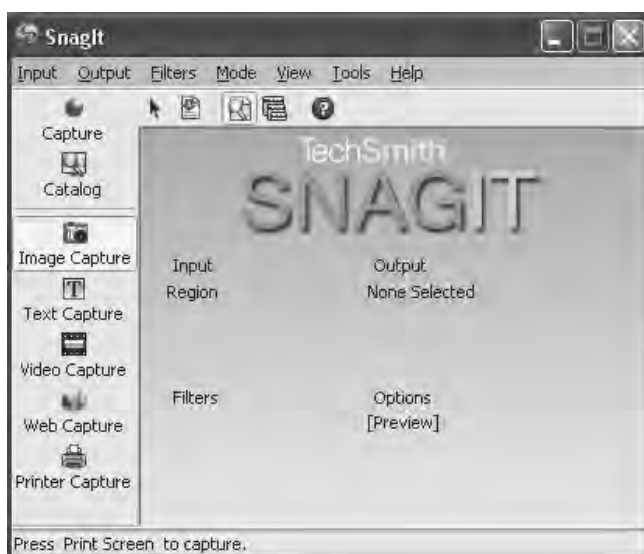 SnagIt
Input Output Filters Mode View Tools Help
Capture
Catalog
Image Capture
Text Capture
Video Capture
Web Capture
Printer Capture
TechSmith
SNAGIT
Input Output
Region None Selected
Filters Options
[Preview]
Press Print Screen to capture.